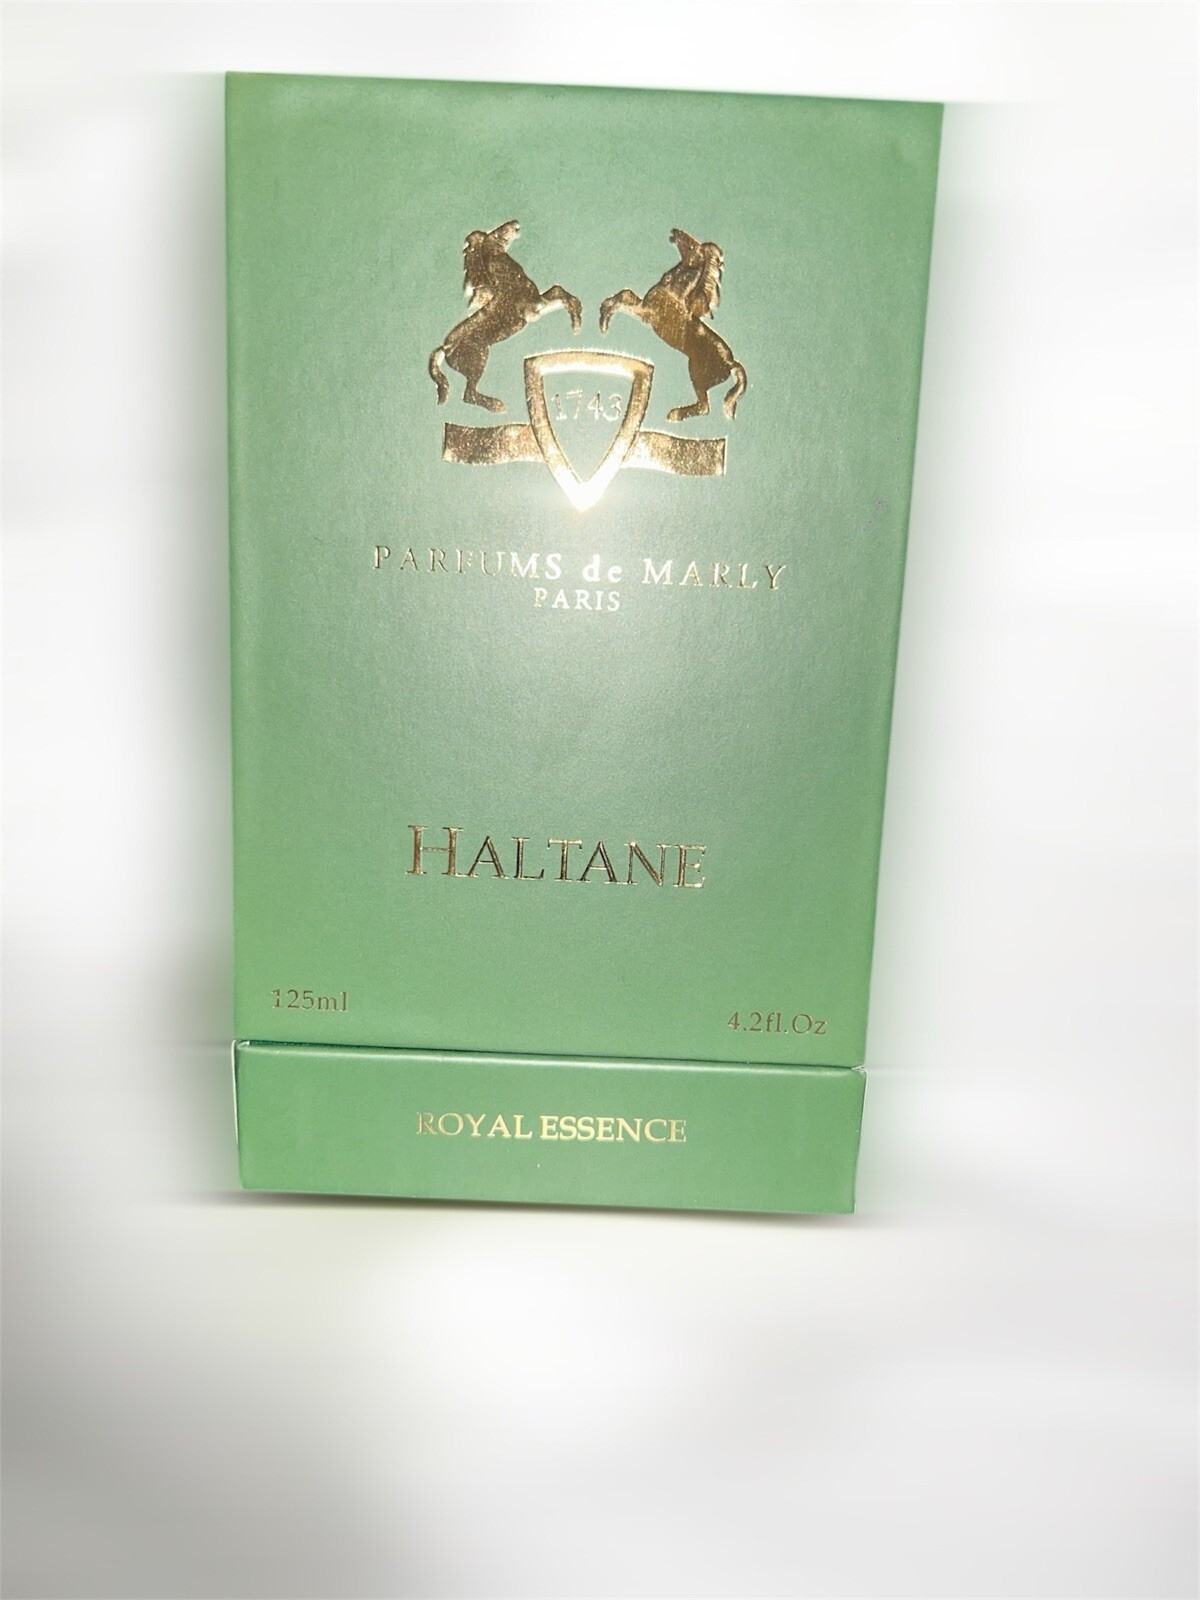 1743
PARFUMS de MARLY
PARIS
HALTANE
125ml
4.2fl.Oz
ROYAL ESSENCE